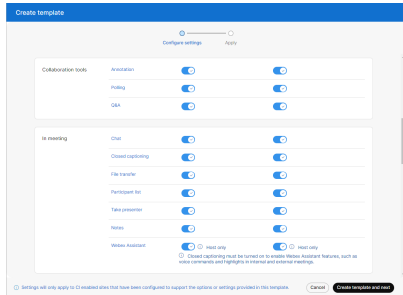 Create template
Configure settings
Apply
Collaboration tools
Annotation
Polling
Q&A
In meeting
Chat
Closed captioning
File transfer
Participant list
Take presenter
Notes
Webex Assistant
Host only
Host only
Closed captioning must be turned on to enable Webex Assistant features, such as
voice commands and highlights in internal and external meetings.
Settings will only apply to CI enabled sites that have been configured to support the options or settings provided in this template.
Cancel
Create template and next